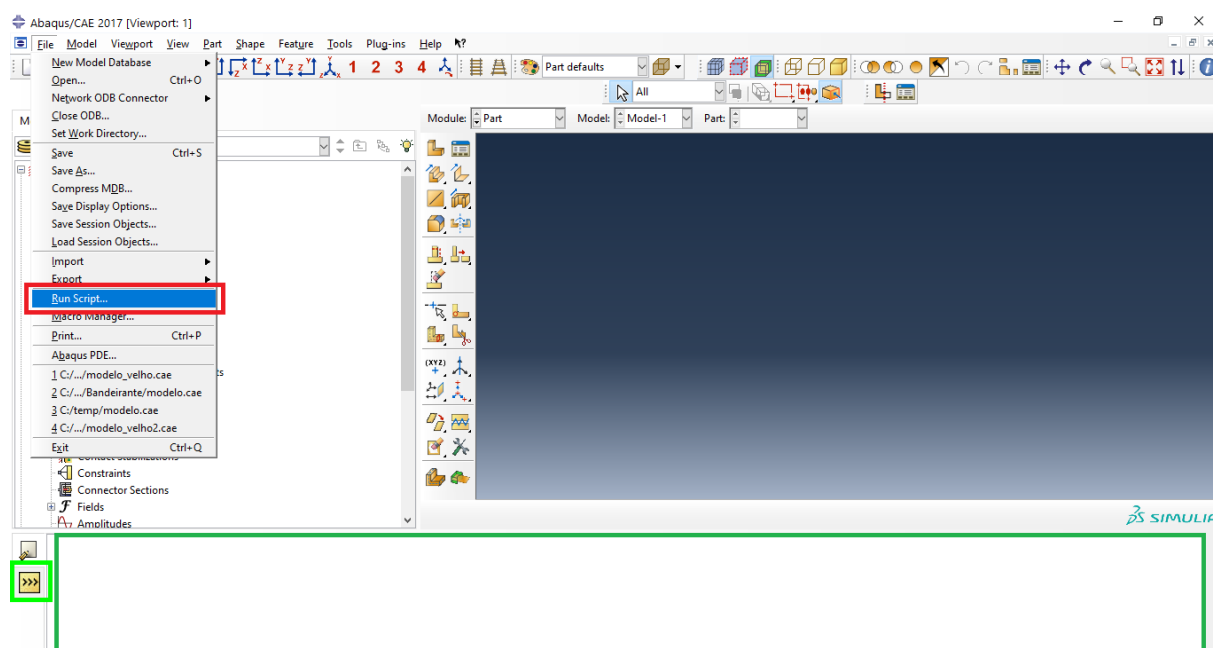 Abaqus/CAE 2017 [Viewport: 1]
File Model Viewport View Part Shape Feature Tools Plug-ins Help
New Model Database
Open... Ctrl+O
Network ODB Connector
Close ODB...
Set Work Directory...
Save Ctrl+S
Save As...
Compress MDB...
Save Display Options...
Save Session Objects...
Load Session Objects...
Import
Export
Run Script...
Macro Manager...
Print... Ctrl+P
Abaqus PDE...
1 C:/.../modelo_velho.cae
2 C:/.../Bandeirante/modelo.cae
3 C:/temp/modelo.cae
4 C:/.../modelo_velho2.cae
Exit Ctrl+Q
1 2 3 4
Part defaults
All
Module: Part Model: Model-1 Part:
(XYZ)
Constraints
Connector Sections
Fields
Amplitudes
SIMULIA
>>>